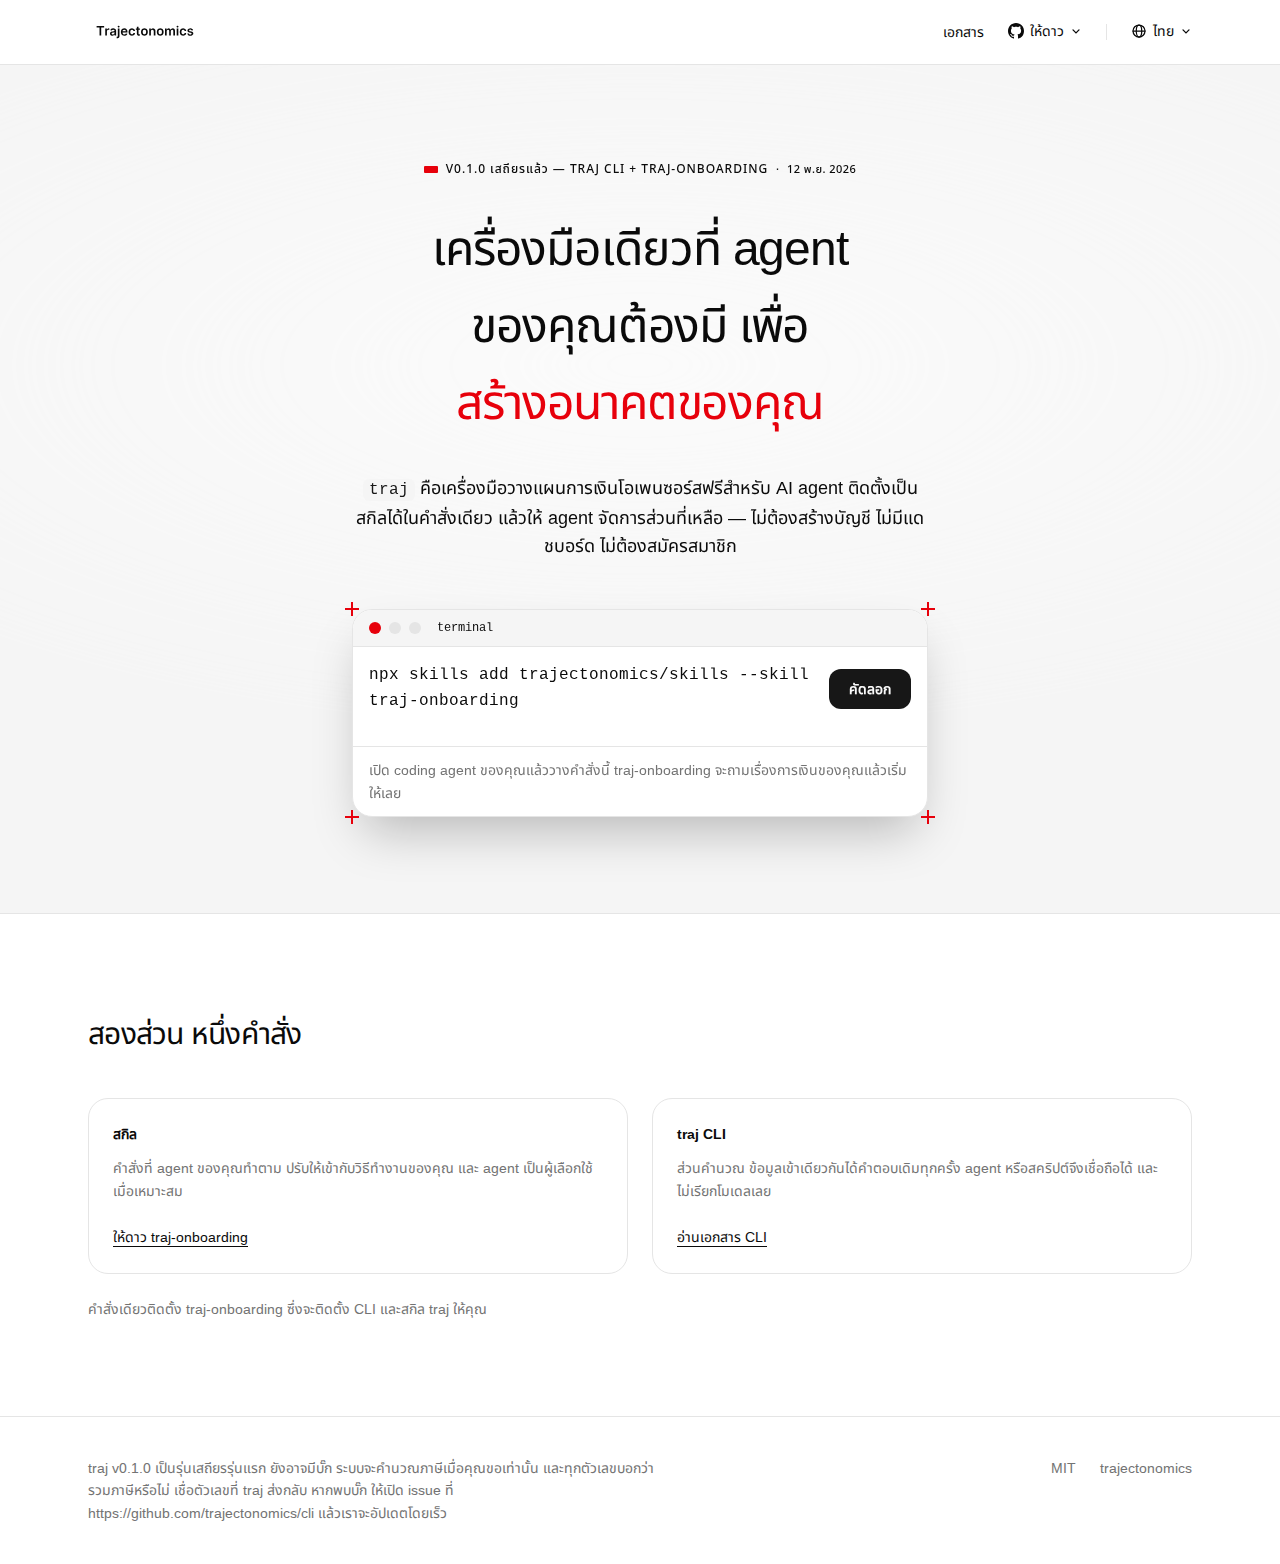 Trajectonomics
เอกสาร
ให้ดาว
ไทย
V0.1.0 เสถียรแล้ว — TRAJ CLI + TRAJ-ONBOARDING · 12 พ.ย. 2026
เครื่องมือเดียวที่ agent
ของคุณต้องมี เพื่อ
สร้างอนาคตของคุณ
traj คือเครื่องมือวางแผนการเงินโอเพนซอร์สฟรีสำหรับ AI agent ติดตั้งเป็น
สกิลได้ในคำสั่งเดียว แล้วให้ agent จัดการส่วนที่เหลือ — ไม่ต้องสร้างบัญชี ไม่มีแด
ชบอร์ด ไม่ต้องสมัครสมาชิก
terminal
npx skills add trajectonomics/skills --skill
traj-onboarding
คัดลอก
เปิด coding agent ของคุณแล้ววางคำสั่งนี้ traj-onboarding จะถามเรื่องการเงินของคุณแล้วเริ่ม
ให้เลย
สองส่วน หนึ่งคำสั่ง
สกิล
คำสั่งที่ agent ของคุณทำตาม ปรับให้เข้ากับวิธีทำงานของคุณ และ agent เป็นผู้เลือกใช้
เมื่อเหมาะสม
ให้ดาว traj-onboarding
traj CLI
ส่วนคำนวณ ข้อมูลเข้าเดียวกันได้คำตอบเดิมทุกครั้ง agent หรือสคริปต์จึงเชื่อถือได้ และ
ไม่เรียกโมเดลเลย
อ่านเอกสาร CLI
คำสั่งเดียวติดตั้ง traj-onboarding ซึ่งจะติดตั้ง CLI และสกิล traj ให้คุณ
traj v0.1.0 เป็นรุ่นเสถียรรุ่นแรก ยังอาจมีบั๊ก ระบบจะคำนวณภาษีเมื่อคุณขอเท่านั้น และทุกตัวเลขบอกว่า
รวมภาษีหรือไม่ เชื่อตัวเลขที่ traj ส่งกลับ หากพบบั๊ก ให้เปิด issue ที่
https://github.com/trajectonomics/cli แล้วเราจะอัปเดตโดยเร็ว
MIT
trajectonomics